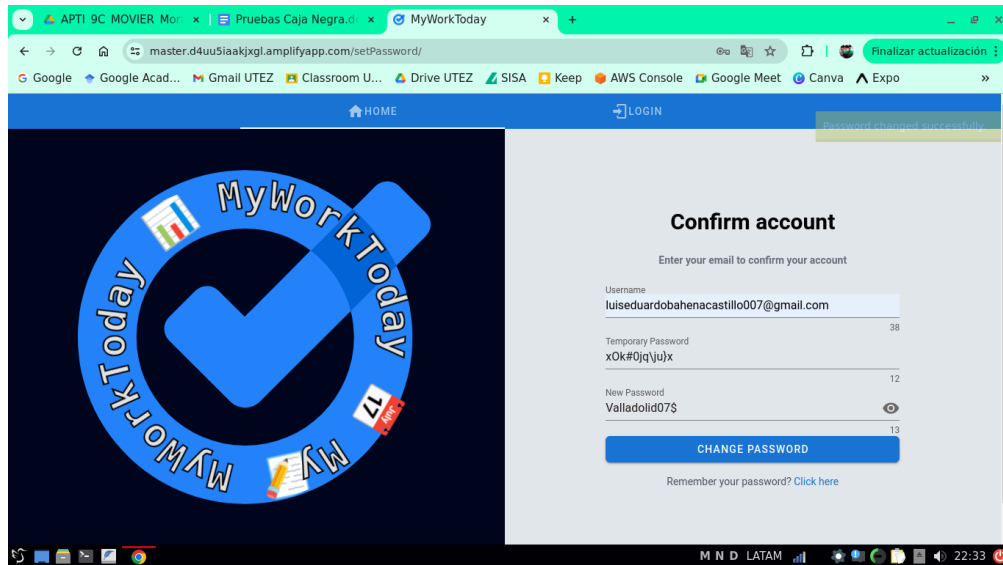 APTI 9C MOVIER Mora
Pruebas Caja Negra.d
MyWorkToday
master.d4uu5iaakjxgl.amplifyapp.com/setPassword/
Finalizar actualización
Google
Google Acad...
Gmail UTEZ
Classroom U...
Drive UTEZ
SISA
Keep
AWS Console
Google Meet
Canva
Expo
»
HOME
LOGIN
Password changed successfully
MyWorkToday
MyWorkToday
My
July
17
Confirm account
Enter your email to confirm your account
Username
luiseduardobahenacastillo007@gmail.com
38
Temporary Password
xOk#0jq\ju}x
12
New Password
Valladolid07$
13
CHANGE PASSWORD
Remember your password? Click here
M N D LATAM
22:33